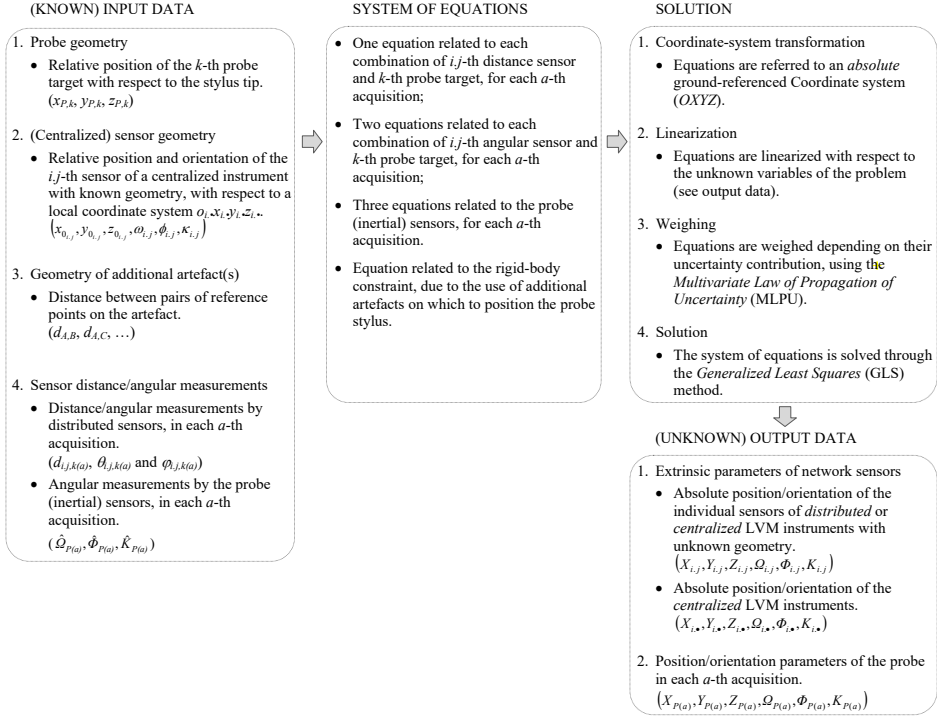 (KNOWN) INPUT DATA
1. Probe geometry
• Relative position of the k-th probe
target with respect to the stylus tip.
(xP,k, yP,k, zP,k)
2. (Centralized) sensor geometry
• Relative position and orientation of the
i,j-th sensor of a centralized instrument
with known geometry, with respect to a
local coordinate system oi,•xi,•yi,•zi,•.
(x0i,j, y0i,j, z0i,j, ωi,j, ϕi,j, κi,j)
3. Geometry of additional artefact(s)
• Distance between pairs of reference
points on the artefact.
(dA,B, dA,C, …)
4. Sensor distance/angular measurements
• Distance/angular measurements by
distributed sensors, in each a-th
acquisition.
(di,j,k(a), θi,j,k(a) and φi,j,k(a))
• Angular measurements by the probe
(inertial) sensors, in each a-th
acquisition.
(Ω̂P(a), Φ̂P(a), K̂P(a))
SYSTEM OF EQUATIONS
• One equation related to each
combination of i,j-th distance sensor
and k-th probe target, for each a-th
acquisition;
• Two equations related to each
combination of i,j-th angular sensor and
k-th probe target, for each a-th
acquisition;
• Three equations related to the probe
(inertial) sensors, for each a-th
acquisition.
• Equation related to the rigid-body
constraint, due to the use of additional
artefacts on which to position the probe
stylus.
SOLUTION
1. Coordinate-system transformation
• Equations are referred to an absolute
ground-referenced Coordinate system
(OXYZ).
2. Linearization
• Equations are linearized with respect to
the unknown variables of the problem
(see output data).
3. Weighing
• Equations are weighed depending on their
uncertainty contribution, using the
Multivariate Law of Propagation of
Uncertainty (MLPU).
4. Solution
• The system of equations is solved through
the Generalized Least Squares (GLS)
method.
(UNKNOWN) OUTPUT DATA
1. Extrinsic parameters of network sensors
• Absolute position/orientation of the
individual sensors of distributed or
centralized LVM instruments with
unknown geometry.
(Xi,j, Yi,j, Zi,j, Ωi,j, Φi,j, Ki,j)
• Absolute position/orientation of the
centralized LVM instruments.
(Xi,•, Yi,•, Zi,•, Ωi,•, Φi,•, Ki,•)
2. Position/orientation parameters of the probe
in each a-th acquisition.
(XP(a), YP(a), ZP(a), ΩP(a), ΦP(a), KP(a))